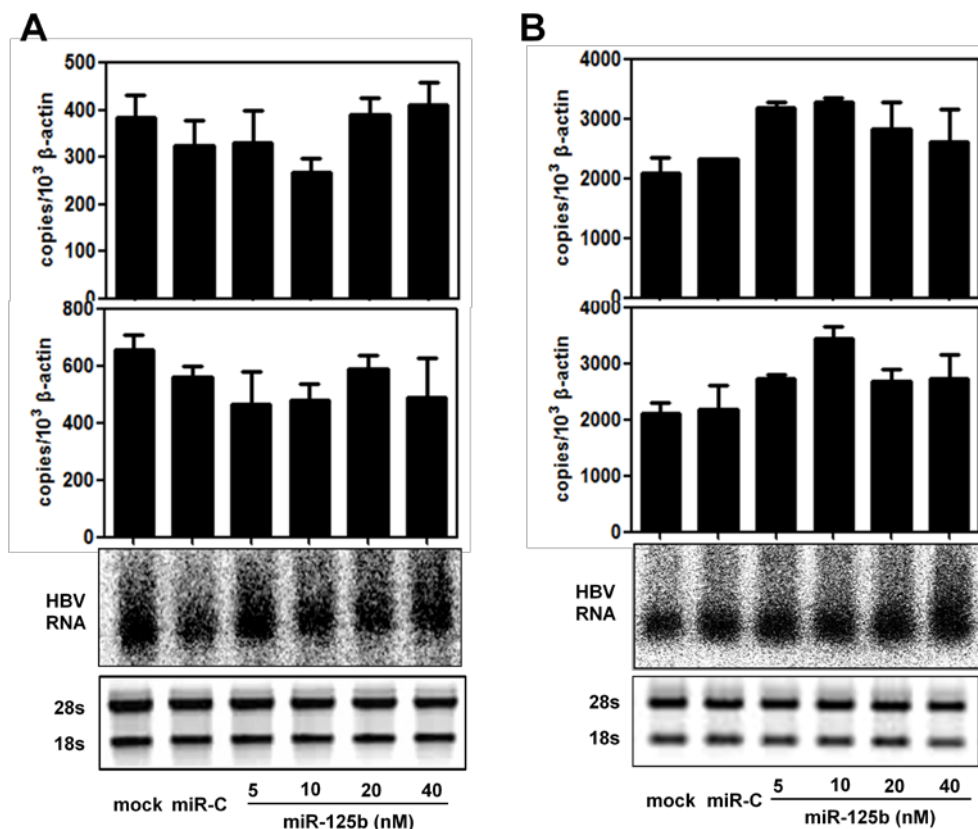 A
500
400
300
200
100
0
copies/10³ β-actin
800
600
400
200
0
copies/10³ β-actin
HBV
RNA
28s
18s
mock miR-C 5 10 20 40
miR-125b (nM)
B
4000
3000
2000
1000
0
copies/10³ β-actin
4000
3000
2000
1000
0
copies/10³ β-actin
HBV
RNA
28s
18s
mock miR-C 5 10 20 40
miR-125b (nM)